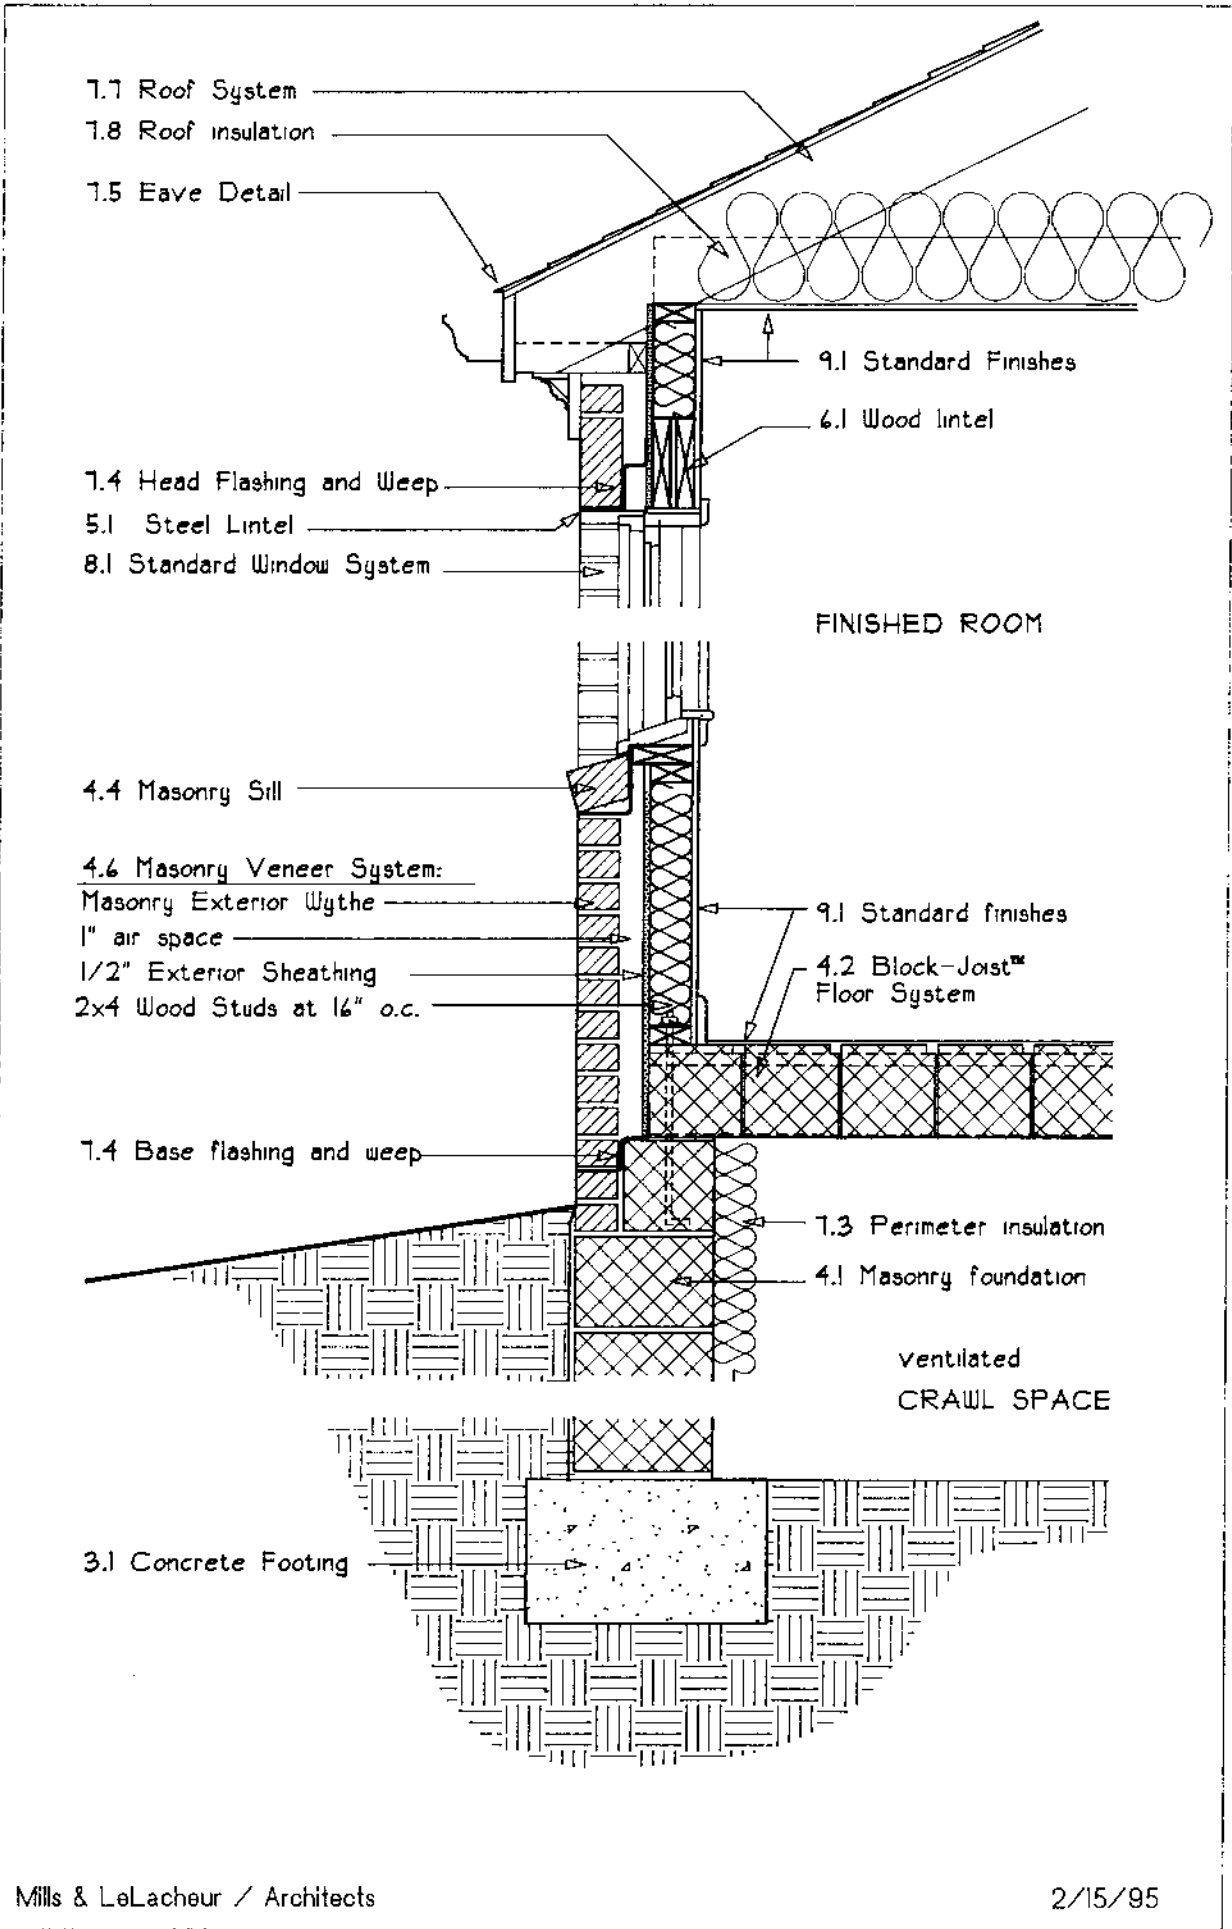 7.7 Roof System
7.8 Roof insulation
7.5 Eave Detail
9.1 Standard Finishes
6.1 Wood lintel
7.4 Head Flashing and Weep
5.1 Steel Lintel
8.1 Standard Window System
FINISHED ROOM
4.4 Masonry Sill
4.6 Masonry Veneer System:
Masonry Exterior Wythe
1" air space
1/2" Exterior Sheathing
2x4 Wood Studs at 16" o.c.
9.1 Standard finishes
4.2 Block-Joist™
Floor System
7.4 Base flashing and weep
7.3 Perimeter insulation
4.1 Masonry foundation
ventilated
CRAWL SPACE
3.1 Concrete Footing
Mills & LeLacheur / Architects
2/15/95